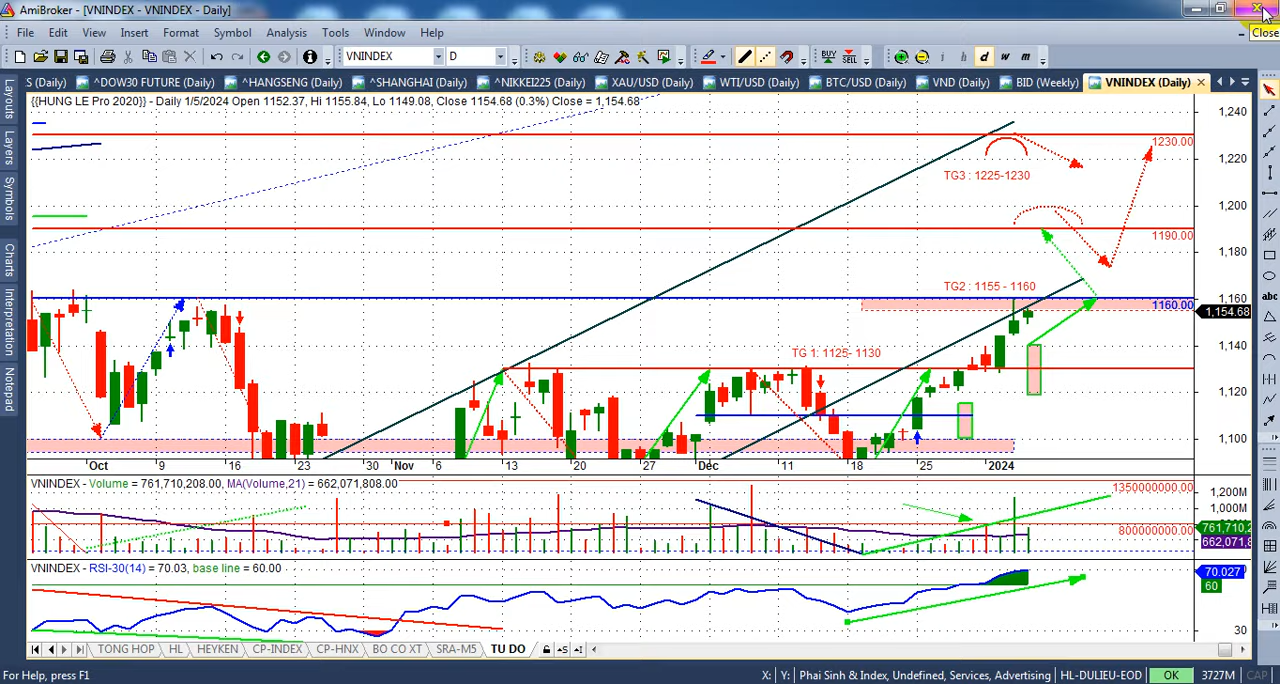 AmiBroker - [VNINDEX - VNINDEX - Daily]
Close
File Edit View Insert Format Symbol Analysis Tools Window Help
VNINDEX D BUY SELL i h d w m
S (Daily) ^DOW30 FUTURE (Daily) ^HANGSENG (Daily) ^SHANGHAI (Daily) ^NIKKEI225 (Daily) XAU/USD (Daily) WTI/USD (Daily) BTC/USD (Daily) VND (Daily) BID (Weekly) VNINDEX (Daily)
{{HUNG LE Pro 2020}} - Daily 1/5/2024 Open 1152.37, Hi 1155.84, Lo 1149.08, Close 1154.68 (0.3%) Close = 1,154.68
Layouts
Layers
Symbols
Charts
Interpretation
Notepad
abc
1,240
1230.00
1,220
TG3 : 1225-1230
1,200
1190.00
1,180
TG2 : 1155 - 1160
1,160
1160.00
1,154.68
1,140
TG 1: 1125- 1130
1,120
1,100
Oct 9 16 23 30 Nov 6 13 20 27 Dec 11 18 25 2024
VNINDEX - Volume = 761,710,208.00, MA(Volume,21) = 662,071,808.00
1350000000.00
1,200M
1,000M
800000000.00
761,710,2
662,071,8
VNINDEX - RSI-30(14) = 70.03, base line = 60.00
70.027
60
30
TONG HOP HL HEYKEN CP-INDEX CP-HNX BO CO XT SRA-M5 TU DO
For Help, press F1 X: Y: Phai Sinh & Index, Undefined, Services, Advertising HL-DULIEU-EOD OK 3727M CAP